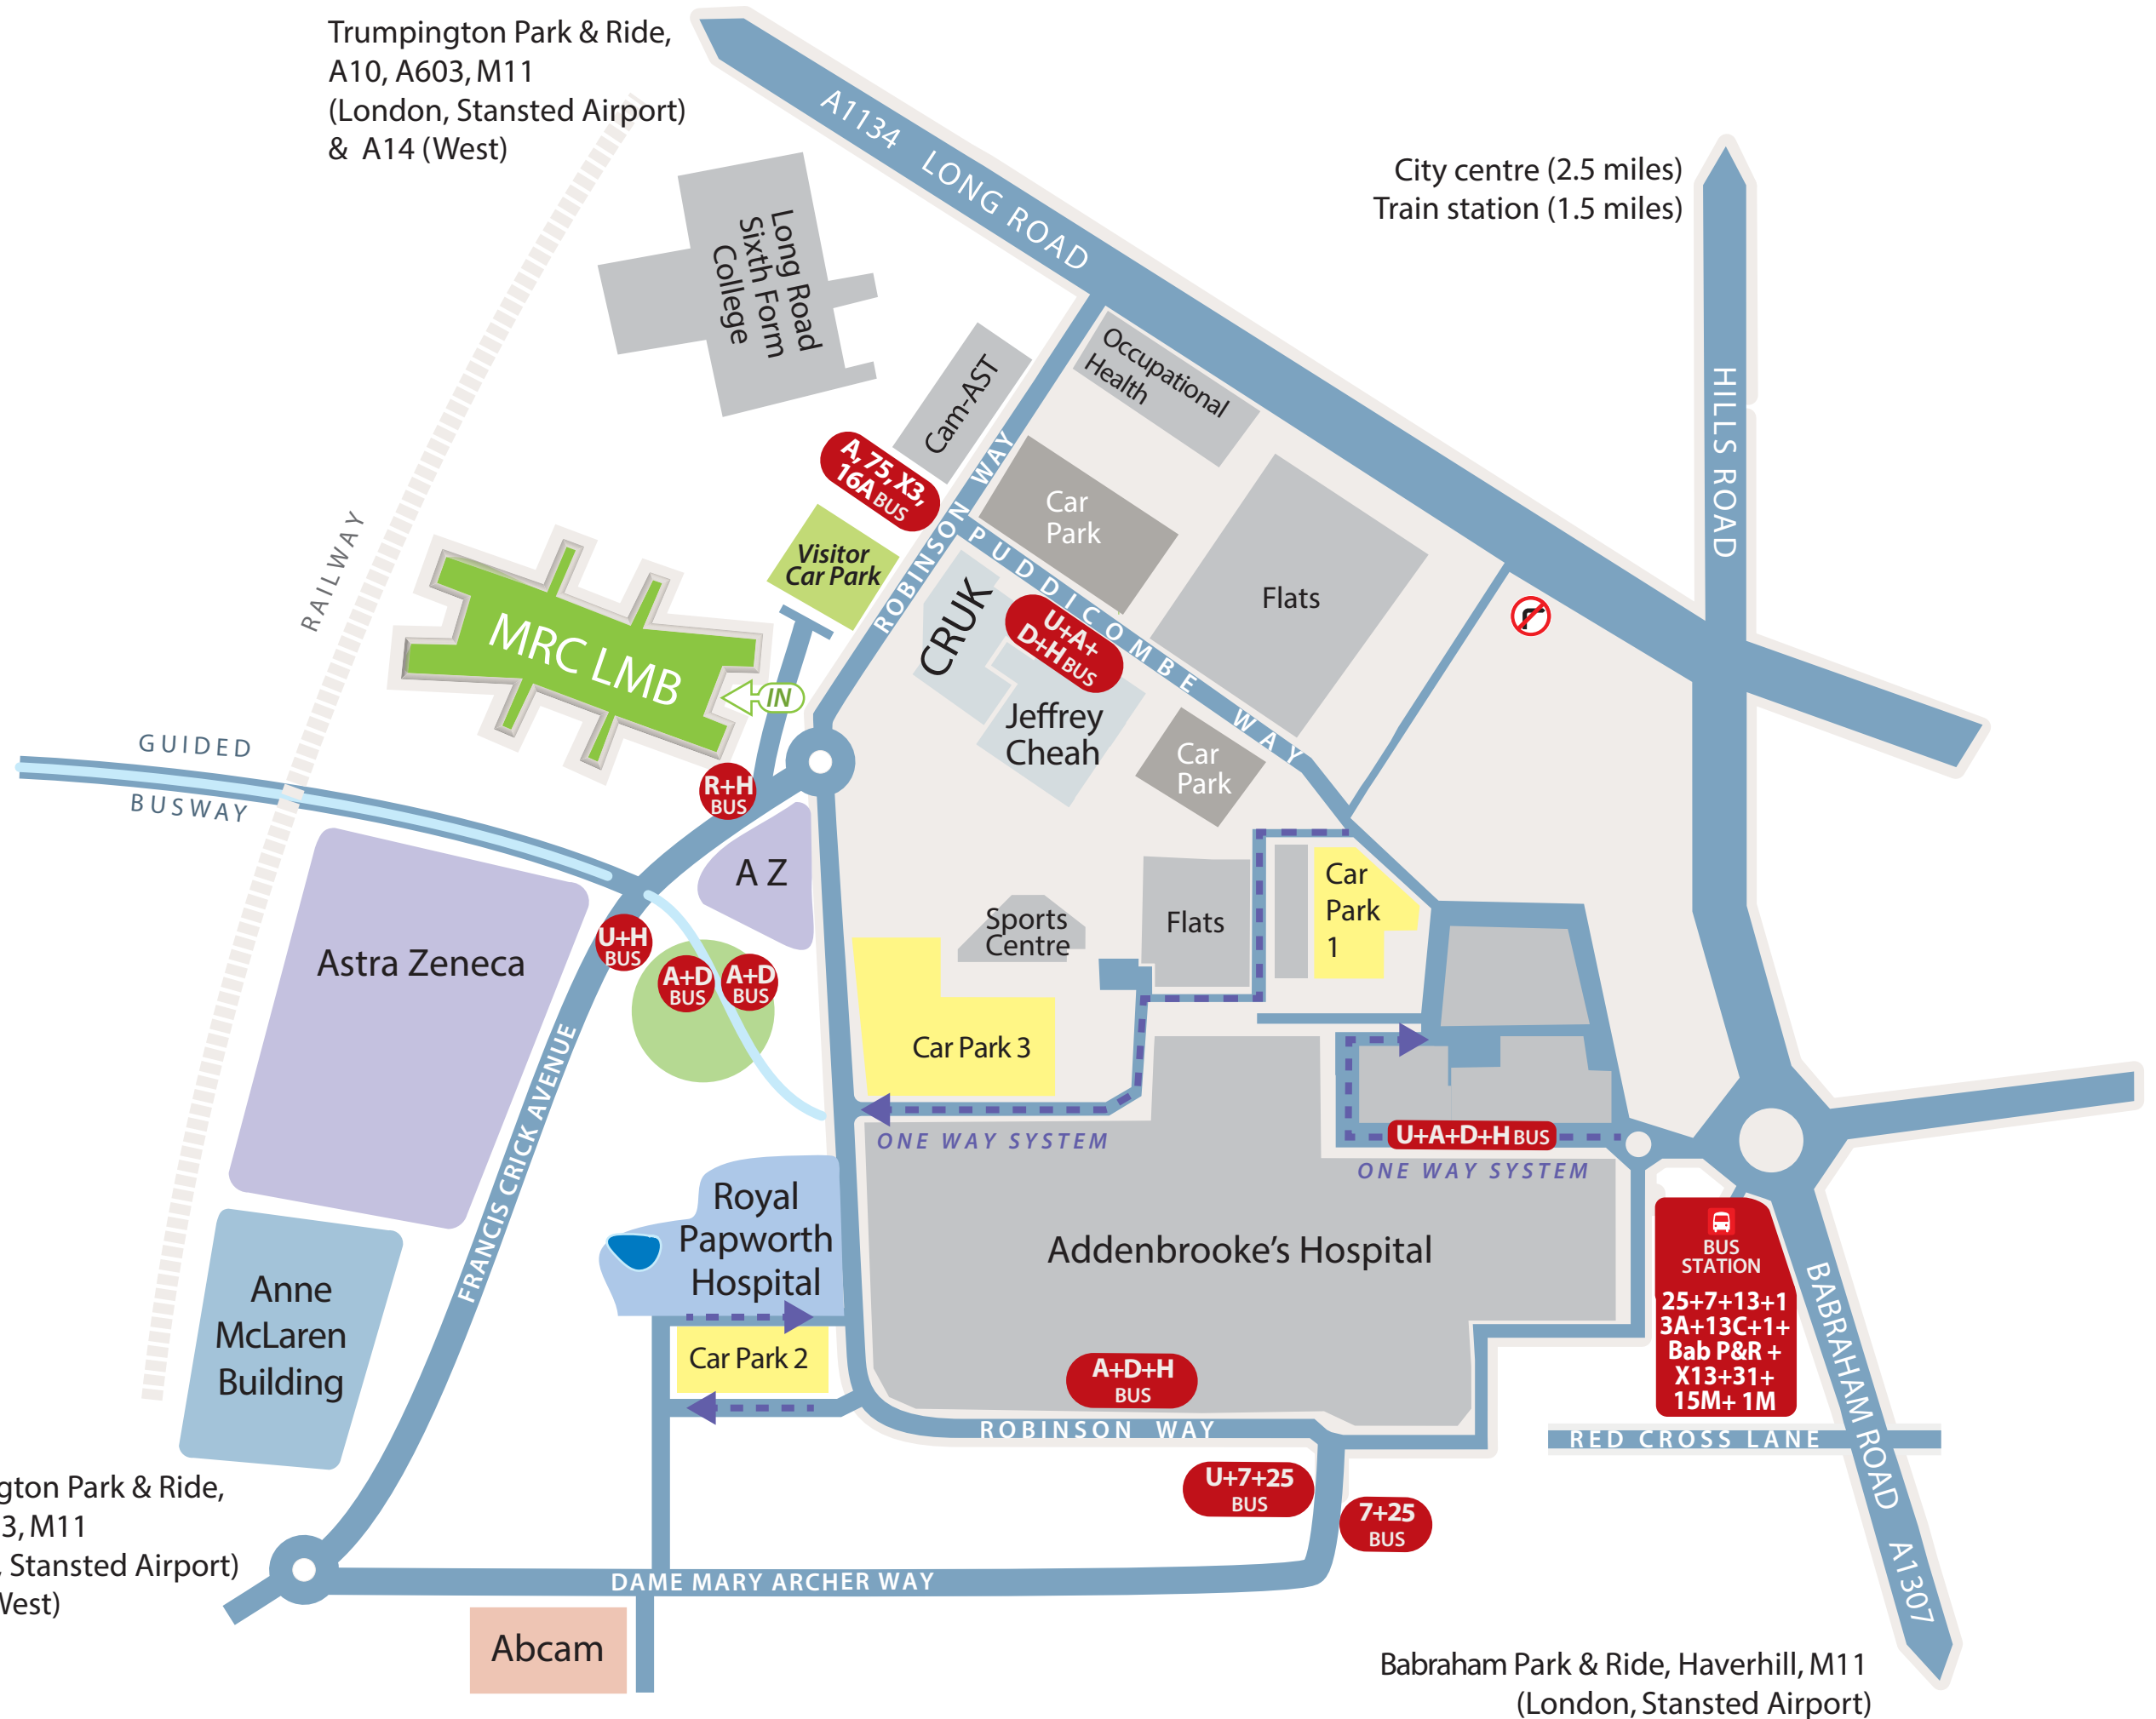 Trumpington Park & Ride,
A10, A603, M11
(London, Stansted Airport)
& A14 (West)
A1134 LONG ROAD
City centre (2.5 miles)
Train station (1.5 miles)
HILLS ROAD
Long Road
Sixth Form
College
Cam-AST
Occupational
Health
A, 75, X3,
16A BUS
ROBINSON WAY
Car
Park
Visitor
Car Park
ROBINSON WAY
PUDDICOMBE WAY
Flats
RAILWAY
MRC LMB
IN
CRUK
U+A+
D+H BUS
Jeffrey
Cheah
Car
Park
GUIDED
BUSWAY
R+H
BUS
A Z
Car
Park
1
Sports
Centre
Flats
U+H
BUS
A+D
BUS
A+D
BUS
Astra Zeneca
Car Park 3
FRANCIS CRICK AVENUE
ONE WAY SYSTEM
U+A+D+H BUS
ONE WAY SYSTEM
Royal
Papworth
Hospital
Addenbrooke's Hospital
BUS
STATION
25+7+13+1
3A+13C+1+
Bab P&R +
X13+31+
15M+ 1M
BABRAHAM ROAD A1307
Anne
McLaren
Building
Car Park 2
A+D+H
BUS
ROBINSON WAY
RED CROSS LANE
U+7+25
BUS
7+25
BUS
gton Park & Ride,
3, M11
, Stansted Airport)
West)
DAME MARY ARCHER WAY
Abcam
Babraham Park & Ride, Haverhill, M11
(London, Stansted Airport)